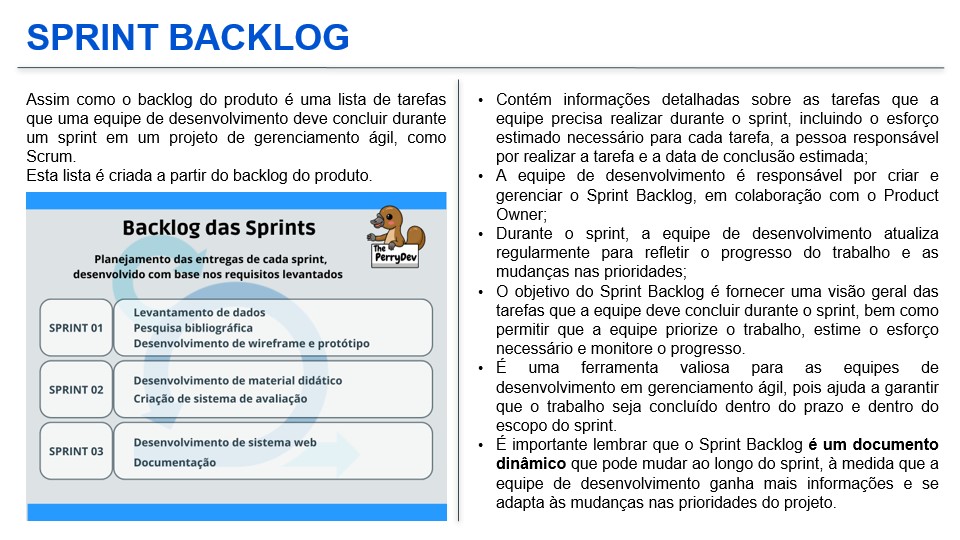 SPRINT BACKLOG
Assim como o backlog do produto é uma lista de tarefas
que uma equipe de desenvolvimento deve concluir durante
um sprint em um projeto de gerenciamento ágil, como
Scrum.
Esta lista é criada a partir do backlog do produto.
Backlog das Sprints
The
PerryDev
Planejamento das entregas de cada sprint,
desenvolvido com base nos requisitos levantados
SPRINT 01
Levantamento de dados
Pesquisa bibliográfica
Desenvolvimento de wireframe e protótipo
SPRINT 02
Desenvolvimento de material didático
Criação de sistema de avaliação
SPRINT 03
Desenvolvimento de sistema web
Documentação
• Contém informações detalhadas sobre as tarefas que a
equipe precisa realizar durante o sprint, incluindo o esforço
estimado necessário para cada tarefa, a pessoa responsável
por realizar a tarefa e a data de conclusão estimada;
• A equipe de desenvolvimento é responsável por criar e
gerenciar o Sprint Backlog, em colaboração com o Product
Owner;
• Durante o sprint, a equipe de desenvolvimento atualiza
regularmente para refletir o progresso do trabalho e as
mudanças nas prioridades;
• O objetivo do Sprint Backlog é fornecer uma visão geral das
tarefas que a equipe deve concluir durante o sprint, bem como
permitir que a equipe priorize o trabalho, estime o esforço
necessário e monitore o progresso.
• É uma ferramenta valiosa para as equipes de
desenvolvimento em gerenciamento ágil, pois ajuda a garantir
que o trabalho seja concluído dentro do prazo e dentro do
escopo do sprint.
• É importante lembrar que o Sprint Backlog é um documento
dinâmico que pode mudar ao longo do sprint, à medida que a
equipe de desenvolvimento ganha mais informações e se
adapta às mudanças nas prioridades do projeto.